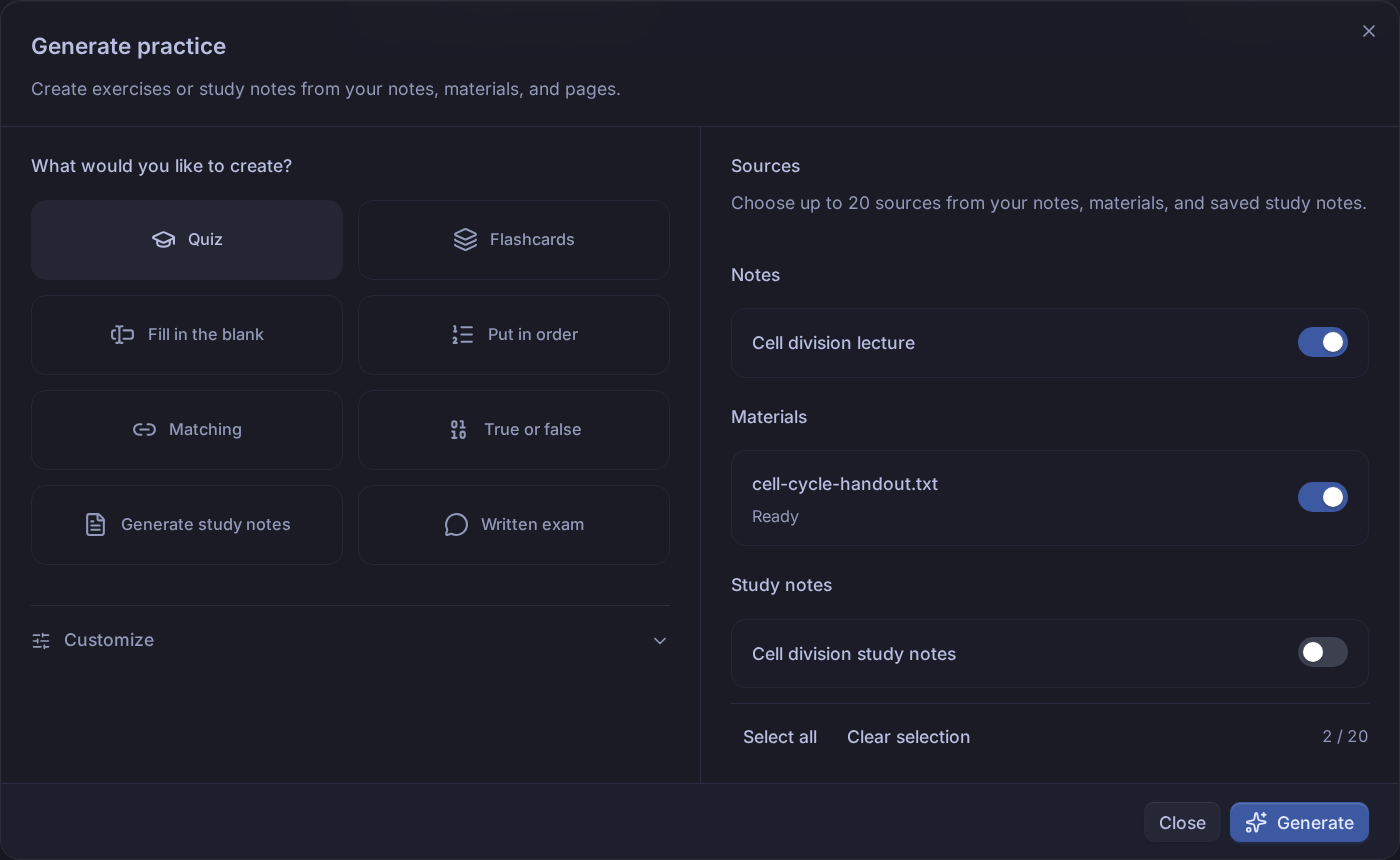 Generate practice
Create exercises or study notes from your notes, materials, and pages.
What would you like to create?
Quiz
Flashcards
Fill in the blank
Put in order
Matching
True or false
Generate study notes
Written exam
Customize
Sources
Choose up to 20 sources from your notes, materials, and saved study notes.
Notes
Cell division lecture
Materials
cell-cycle-handout.txt
Ready
Study notes
Cell division study notes
Select all
Clear selection
2 / 20
Close
Generate